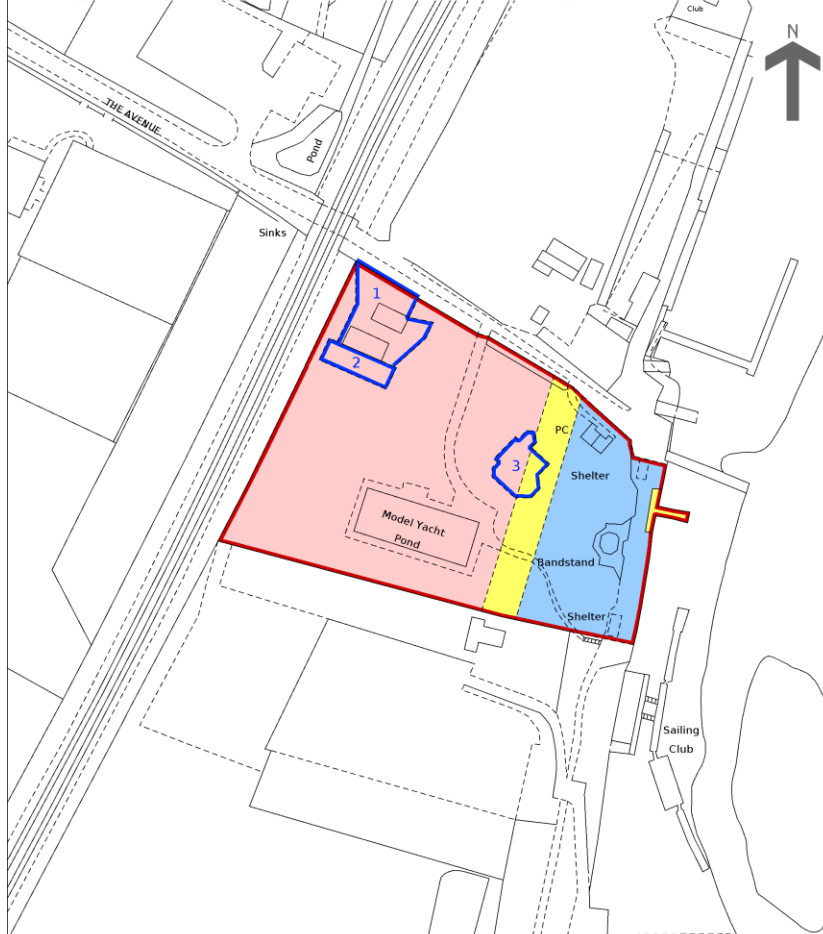 Club
N
THE AVENUE
Pond
Sinks
1
2
PC
3
Shelter
Model Yacht
Pond
Bandstand
Shelter
Sailing
Club